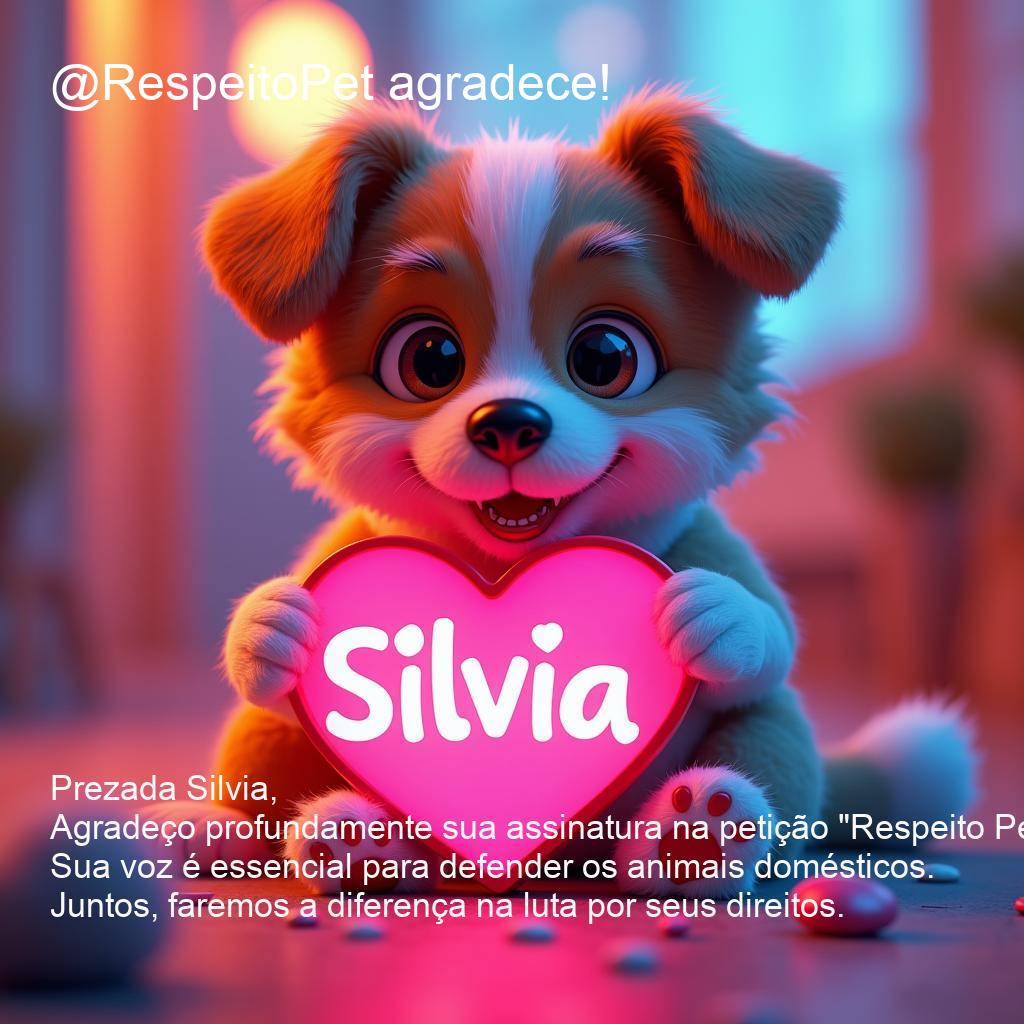 @RespeitoPet agradece!
Silvia
Prezada Silvia,
Agradeço profundamente sua assinatura na petição "Respeito Pe
Sua voz é essencial para defender os animais domésticos.
Juntos, faremos a diferença na luta por seus direitos.